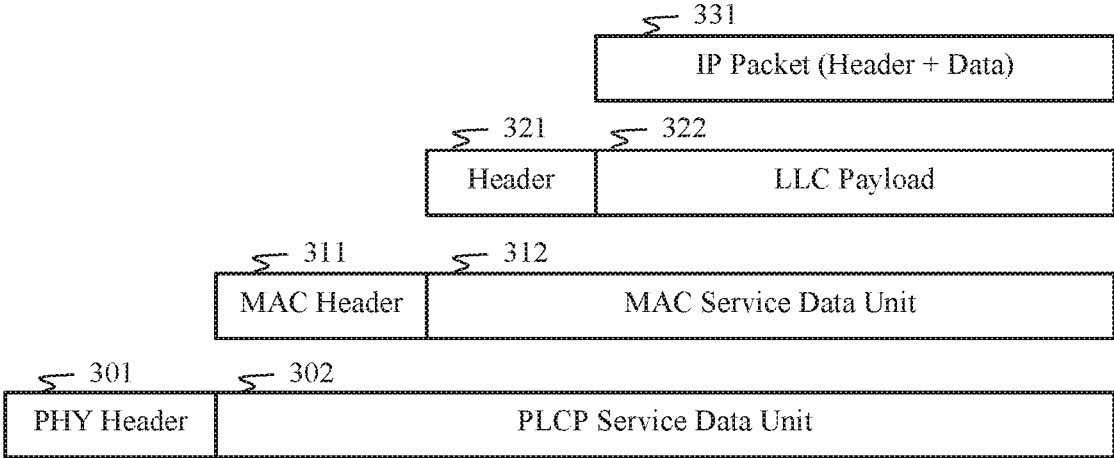 331
IP Packet (Header + Data)
321 322
Header LLC Payload
311 312
MAC Header MAC Service Data Unit
301 302
PHY Header PLCP Service Data Unit